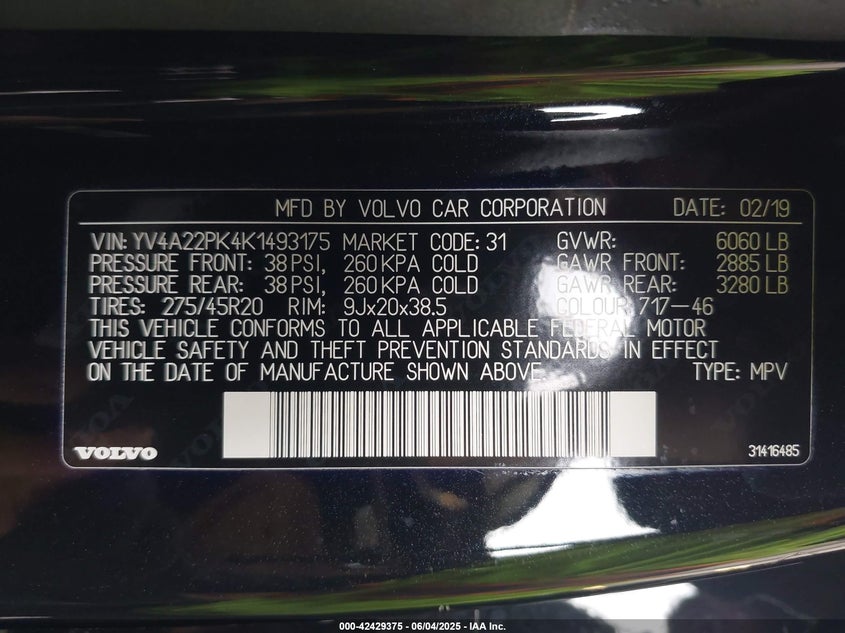 MFD BY VOLVO CAR CORPORATION DATE: 02/19
VIN: YV4A22PK4K1493175 MARKET CODE: 31 GVWR: 6060 LB
PRESSURE FRONT: 38 PSI, 260 KPA COLD GAWR FRONT: 2885 LB
PRESSURE REAR: 38 PSI, 260 KPA COLD GAWR REAR: 3280 LB
TIRES: 275/45R20 RIM: 9Jx20x38.5 COLOUR: 717-46
THIS VEHICLE CONFORMS TO ALL APPLICABLE FEDERAL MOTOR
VEHICLE SAFETY AND THEFT PREVENTION STANDARDS IN EFFECT
ON THE DATE OF MANUFACTURE SHOWN ABOVE. TYPE: MPV
VOLVO 31416485
000-42429375 - 06/04/2025 - IAA Inc.